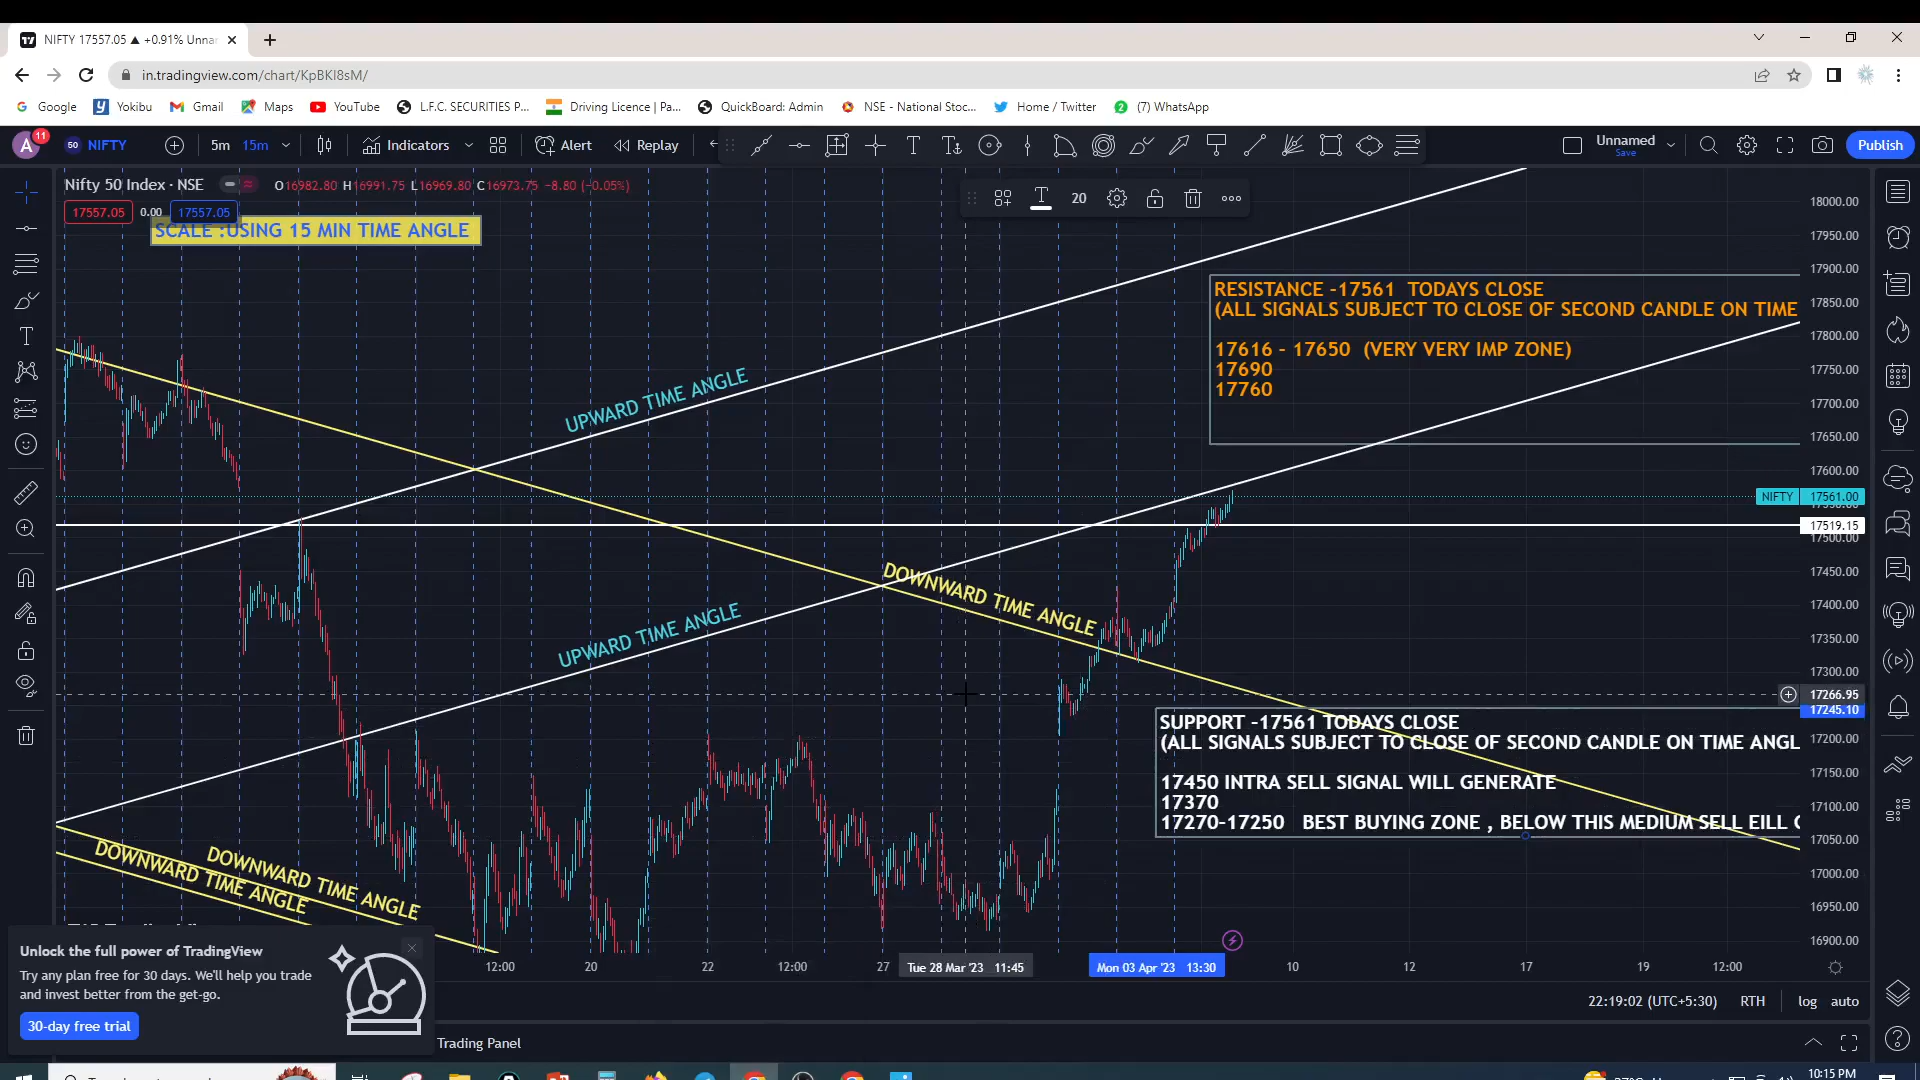 NIFTY 17557.05 ▲ +0.91% Unna
in.tradingview.com/chart/KpBKI8sM/
Google
Yokibu
Gmail
Maps
YouTube
L.F.C. SECURITIES P...
Driving Licence | Pa...
QuickBoard: Admin
NSE - National Stoc...
Home / Twitter
(7) WhatsApp
A
11
50 NIFTY
5m
15m
Indicators
Alert
Replay
Unnamed
Save
Publish
Nifty 50 Index · NSE
O16982.80 H16991.75 L16969.80 C16973.75 −8.80 (−0.05%)
17557.05
0.00
17557.05
20
SCALE :USING 15 MIN TIME ANGLE
RESISTANCE -17561 TODAYS CLOSE
(ALL SIGNALS SUBJECT TO CLOSE OF SECOND CANDLE ON TIME
17616 - 17650 (VERY VERY IMP ZONE)
17690
17760
UPWARD TIME ANGLE
UPWARD TIME ANGLE
DOWNWARD TIME ANGLE
DOWNWARD TIME ANGLE
DOWNWARD TIME ANGLE
SUPPORT -17561 TODAYS CLOSE
(ALL SIGNALS SUBJECT TO CLOSE OF SECOND CANDLE ON TIME ANGL
17450 INTRA SELL SIGNAL WILL GENERATE
17370
17270-17250 BEST BUYING ZONE , BELOW THIS MEDIUM SELL EILL
18000.00
17950.00
17900.00
17850.00
17800.00
17750.00
17700.00
17650.00
17600.00
NIFTY 17561.00
17519.15
17500.00
17450.00
17400.00
17350.00
17300.00
17266.95
17245.10
17200.00
17150.00
17100.00
17050.00
17000.00
16950.00
16900.00
12:00
20
22
12:00
27
Tue 28 Mar '23 11:45
Mon 03 Apr '23 13:30
10
12
17
19
12:00
Unlock the full power of TradingView
Try any plan free for 30 days. We'll help you trade
and invest better from the get-go.
30-day free trial
22:19:02 (UTC+5:30)
RTH
log
auto
Trading Panel
10:15 PM